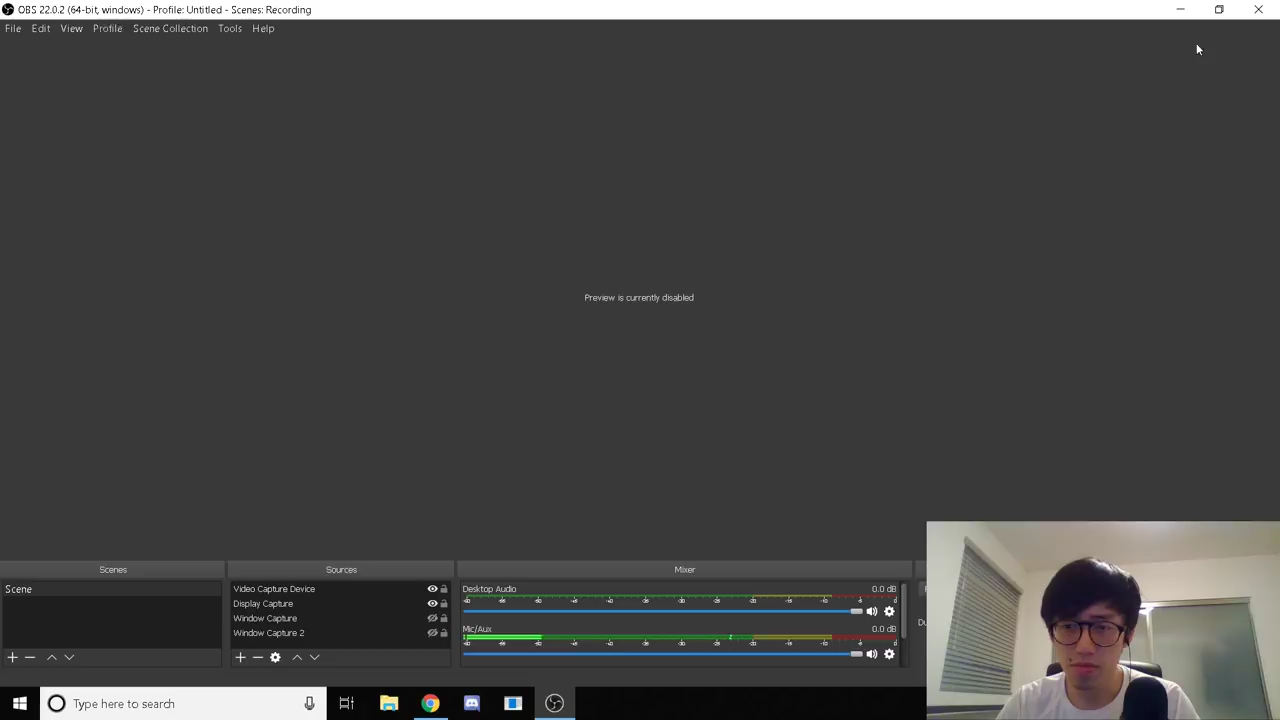 OBS 22.0.2 (64-bit, windows) - Profile: Untitled - Scenes: Recording
File Edit View Profile Scene Collection Tools Help
Preview is currently disabled
Scenes Sources Mixer
Scene
Video Capture Device
Display Capture
Window Capture
Window Capture 2
Desktop Audio 0.0 dB
Mic/Aux 0.0 dB
Du
Type here to search